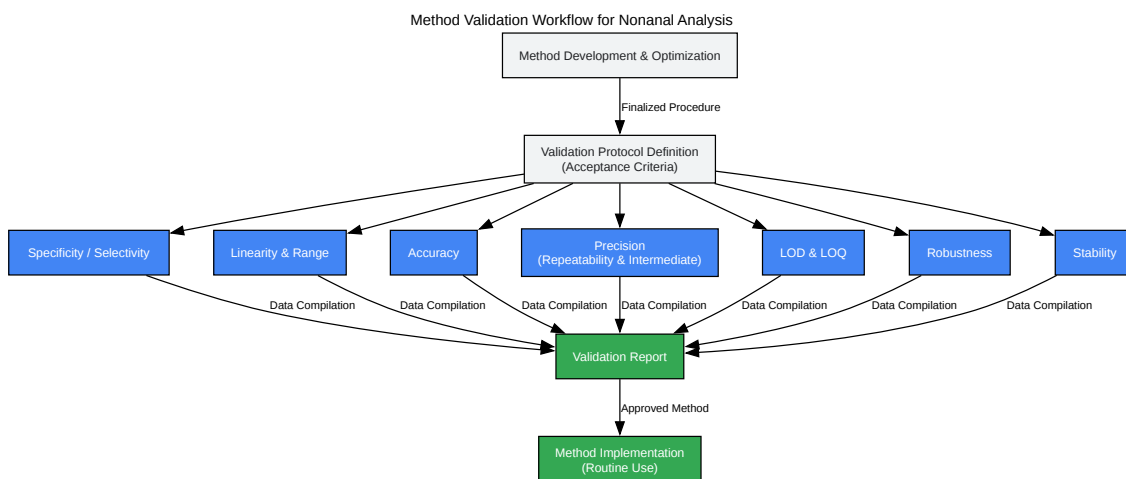 Method Validation Workflow for Nonanal Analysis
Method Development & Optimization
Finalized Procedure
Validation Protocol Definition
(Acceptance Criteria)
Specificity / Selectivity
Linearity & Range
Accuracy
Precision
(Repeatability & Intermediate)
LOD & LOQ
Robustness
Stability
Data Compilation
Data Compilation
Data Compilation
Data Compilation
Data Compilation
Data Compilation
Data Compilation
Validation Report
Approved Method
Method Implementation
(Routine Use)